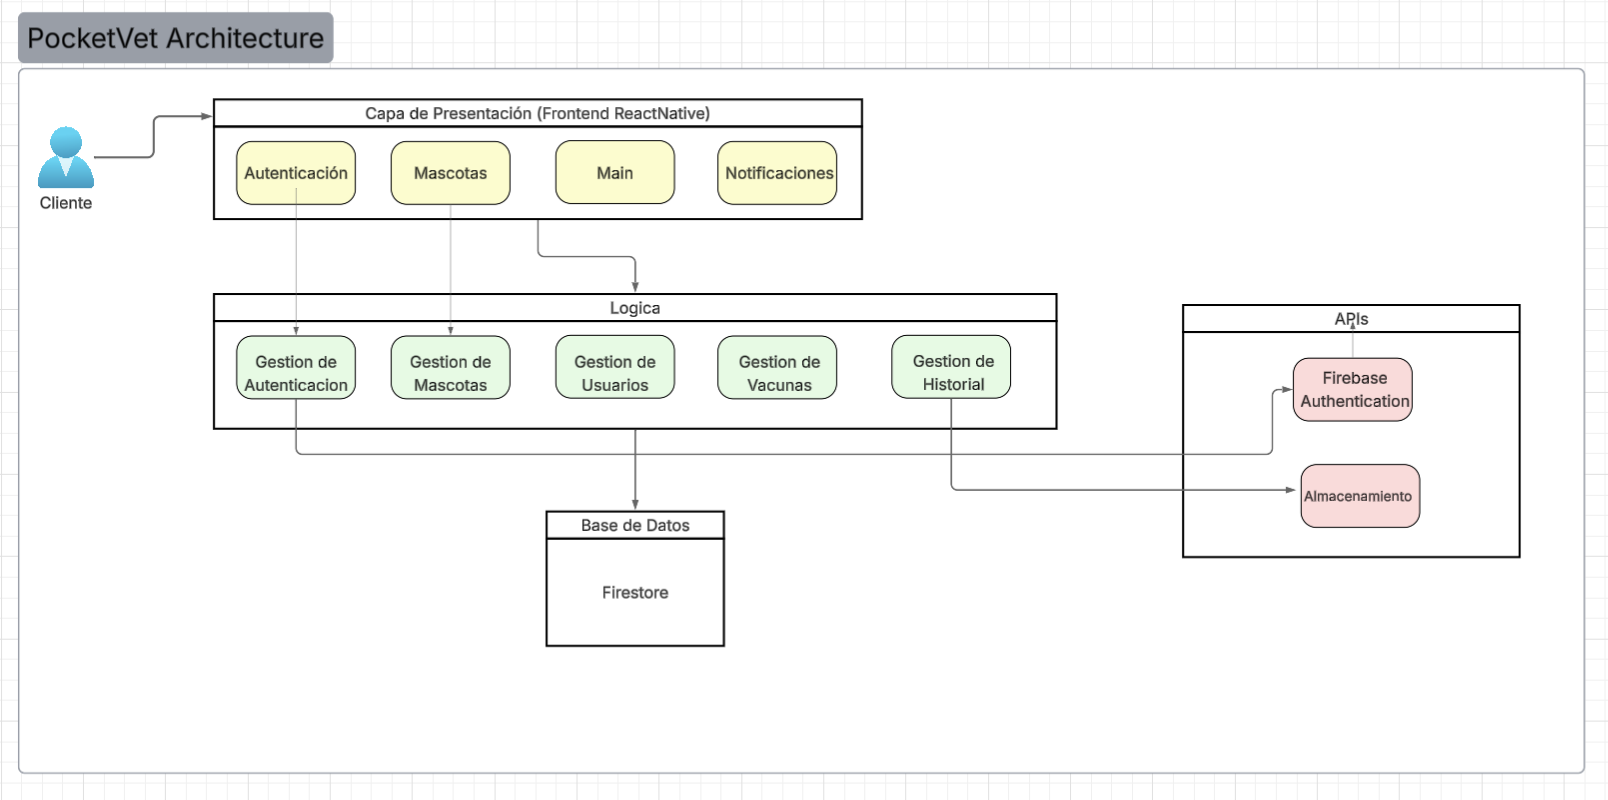 PocketVet Architecture
Capa de Presentación (Frontend ReactNative)
Autenticación
Mascotas
Main
Notificaciones
Cliente
Logica
Gestion de
Autenticacion
Gestion de
Mascotas
Gestion de
Usuarios
Gestion de
Vacunas
Gestion de
Historial
APIs
Firebase
Authentication
Almacenamiento
Base de Datos
Firestore